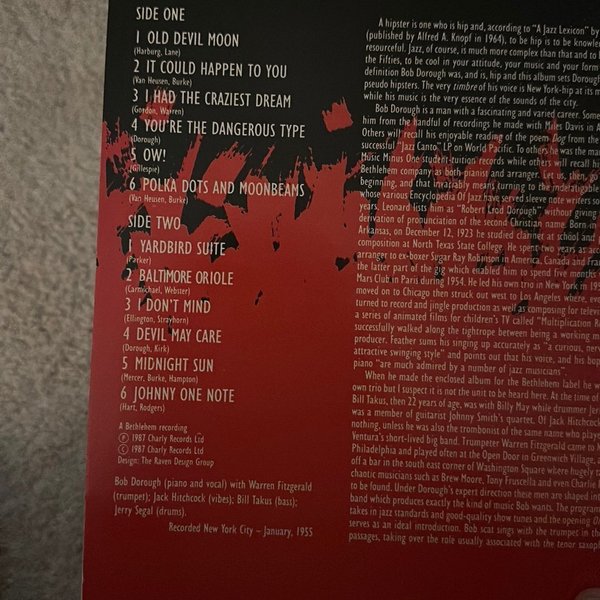 SIDE ONE
1 OLD DEVIL MOON
(Harburg, Lane)
2 IT COULD HAPPEN TO YOU
(Van Heusen, Burke)
3 I HAD THE CRAZIEST DREAM
(Gordon, Warren)
4 YOU'RE THE DANGEROUS TYPE
(Dorough)
5 OW!
(Gillespie)
6 POLKA DOTS AND MOONBEAMS
(Van Heusen, Burke)
SIDE TWO
1 YARDBIRD SUITE
(Parker)
2 BALTIMORE ORIOLE
(Carmichael, Webster)
3 I DON'T MIND
(Ellington, Strayhorn)
4 DEVIL MAY CARE
(Dorough, Kirk)
5 MIDNIGHT SUN
(Mercer, Burke, Hampton)
6 JOHNNY ONE NOTE
(Hart, Rodgers)
A Bethlehem recording
Ⓟ 1987 Charly Records Ltd
© 1987 Charly Records Ltd
Design: The Raven Design Group
Bob Dorough (piano and vocal) with Warren Fitzgerald
(trumpet); Jack Hitchcock (vibes); Bill Takus (bass);
Jerry Segal (drums).
Recorded New York City – January, 1955
A hipster is one who is hip and, according to "A Jazz Lexicon" by
(published by Alfred A. Knopf in 1964), to be hip is to be
resourceful. Jazz, of course, is much more complex than that and to
the Fifties, to be cool in your attitude, your music and your
definition Bob Dorough was, and is, hip and this album sets
pseudo hipsters. The very timbre of his voice is New York-hip at its
while his music is the very essence of the sounds of the city.
Bob Dorough is a man with a fascinating and varied career.
him from the handful of recordings he made with Miles Davis in
Others will recall his enjoyable reading of the poem Dog from the
successful Canto" LP on World Pacific. To others he was the
Music Minus One student records while others will recall his
Bethlehem company as both and arranger.
beginning, and that invariably means turning to the indispensable
whose various Encyclopedia Of Jazz have saved sleeve note writers
years. Leonard lists him as "Robert Lrod Dorough" without giving
derivation of pronunciation of the second Christian name. Born in
Arkansas, on December 12, 1923 he studied clarinet at school and
composition at North Texas State College. He spent two years as
arranger to ex-boxer Sugar Ray Robinson in America, Canada and
the latter part of the gig which enabled him to spend five months
Mars Club in Paris during 1954. He led his own trio in New York in
moved on to Chicago then struck out west to Los Angeles where,
turned to record and jingle production as well as composing for
a series of animated films for children's TV called "Multiplication
successfully walked along the tightrope between being a working
producer. Feather sums his singing up accurately as "a curious,
attractive swinging style" and points out that his voice, and his
piano "are much admired by a number of jazz musicians".
When he made the enclosed album for the Bethlehem label he
own trio but I suspect it is not the unit to be heard here. At the time of
Bill Takus, then 22 years of age, was with Billy May while drummer
was a member of guitarist Johnny Smith's quartet. Of Jack
nothing, unless he was also the trombonist of the same name who
Ventura's short-lived big band. Trumpeter Warren Fitzgerald came to
Philadelphia and played often at the Open Door in Greenwich Village,
off a bar in the south east corner of Washington Square where hugely
chaotic musicians such as Brew Moore, Tony Fruscella and even Charlie
to be found. Under Dorough's expert direction these men are shaped
band which produces exactly the kind of music Bob wants. The
takes in jazz standards and good-quality show tunes and the opening
serves as an ideal introduction. Bob scat sings with the trumpet in the
passages, taking over the role usually associated with the tenor